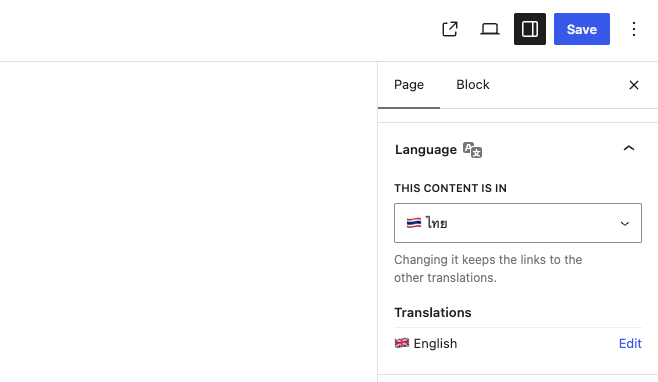 Save
Page
Block
Language
THIS CONTENT IS IN
ไทย
Changing it keeps the links to the
other translations.
Translations
English
Edit